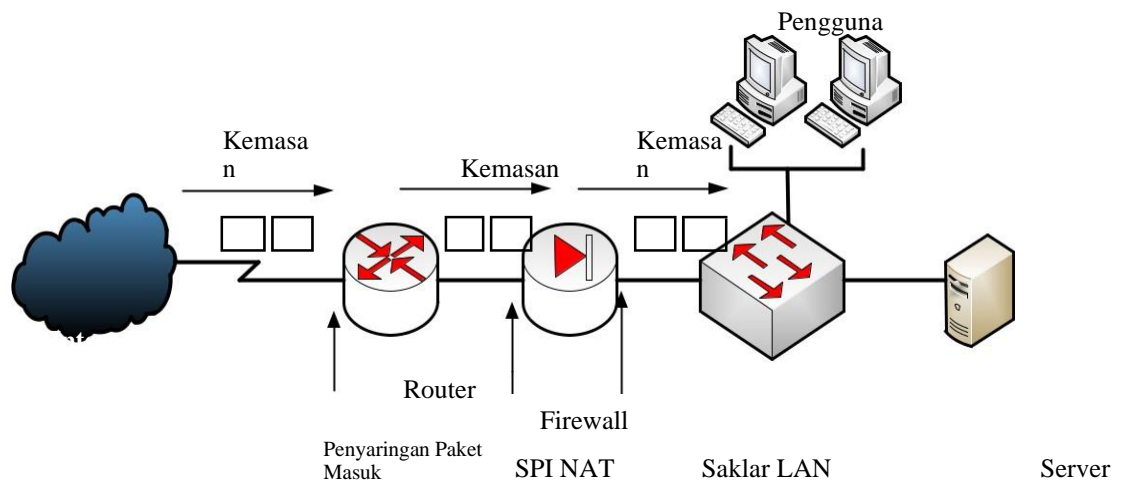 Pengguna
Kemasa
n
Kemasan
Kemasa
n
Router
Firewall
Penyaringan Paket
Masuk
SPI NAT
Saklar LAN
Server